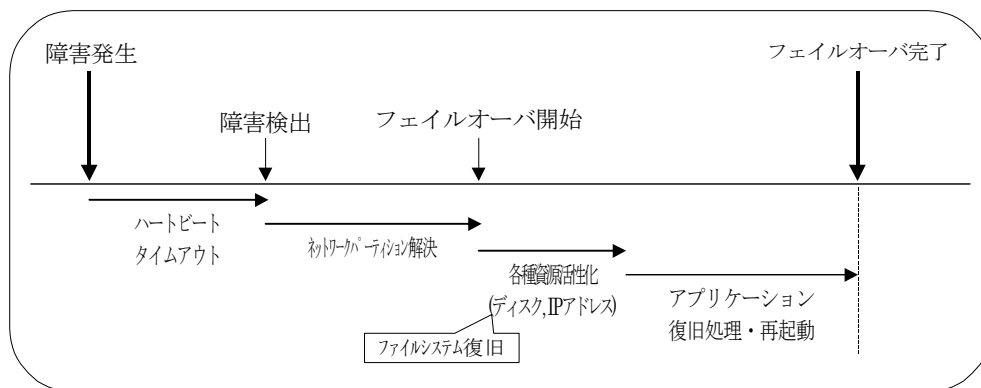 障害発生
フェイルオーバ完了
障害検出
フェイルオーバ開始
ハートビート
タイムアウト
ネットワークパーティション解決
各種資源活性化
(ディスク,IPアドレス)
アプリケーション
復旧処理・再起動
ファイルシステム復旧